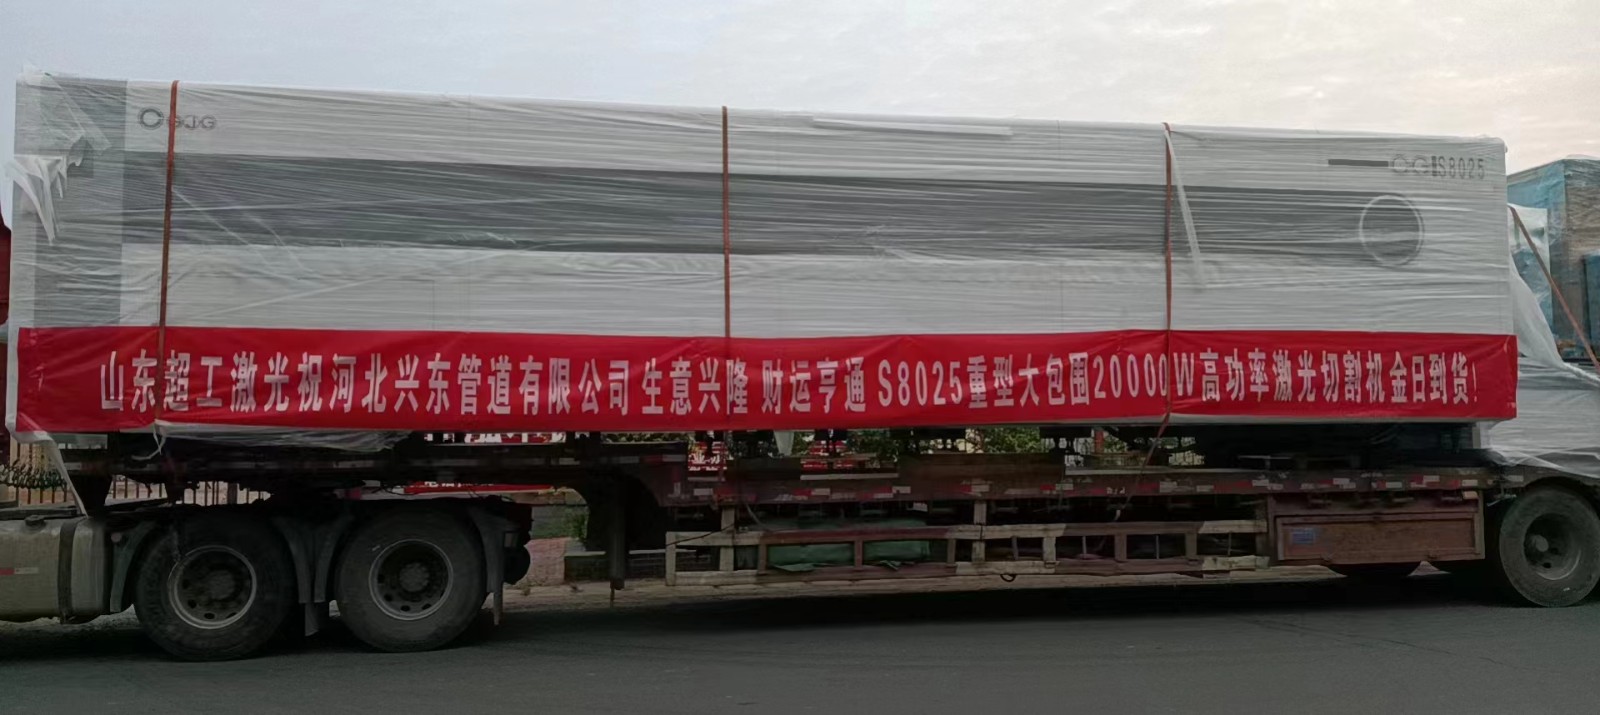 CGJG
S8025
山东超工激光祝河北兴东管道有限公司 生意兴隆 财运亨通 S8025重型大包围20000W高功率激光切割机金日到货!